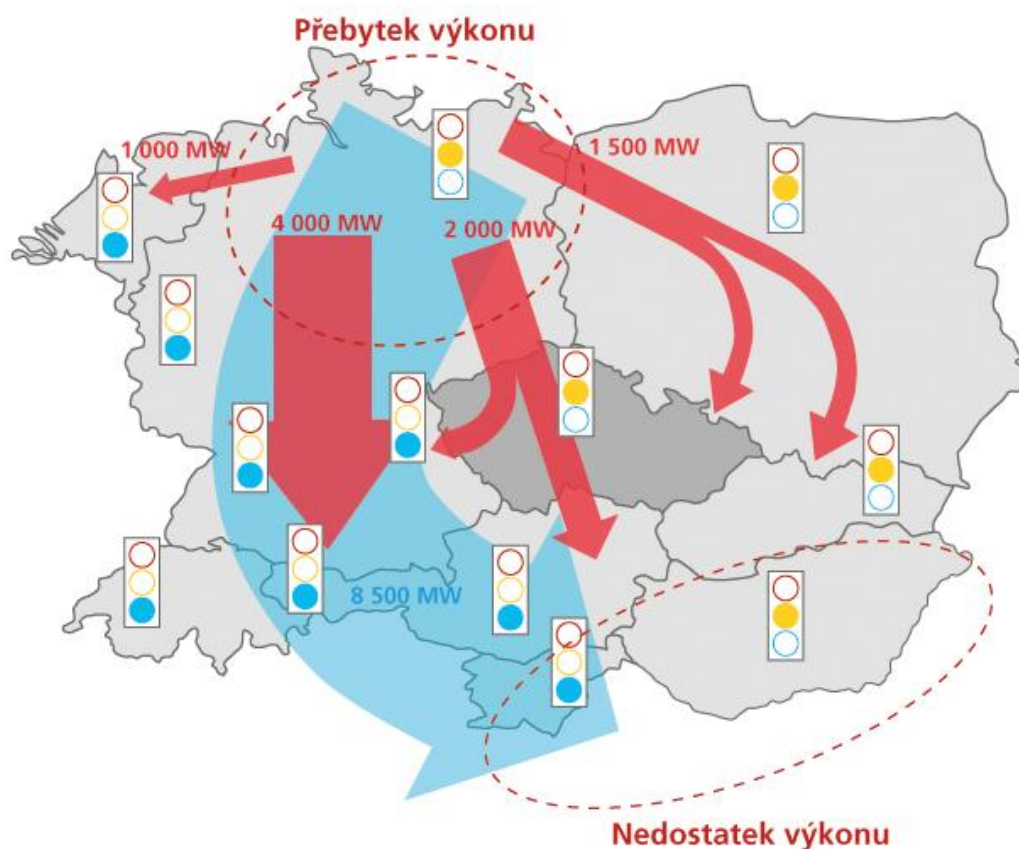 Přebytek výkonu
1 000 MW
1 500 MW
4 000 MW
2 000 MW
8 500 MW
Nedostatek výkonu